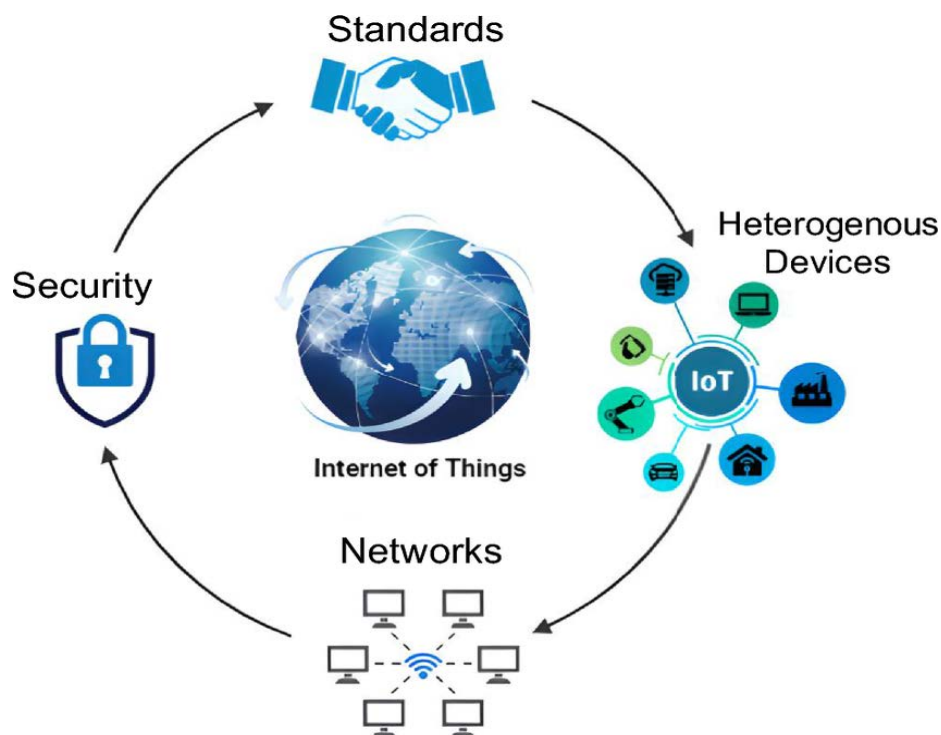 Standards
Heterogenous
Devices
IoT
Security
Internet of Things
Networks